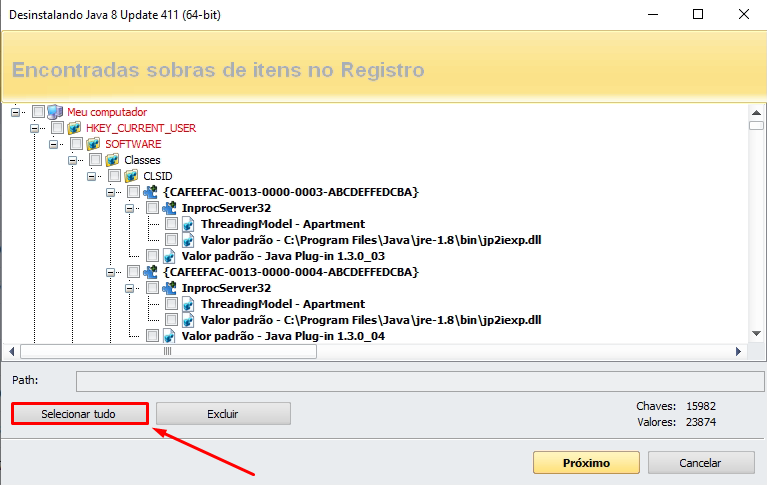 Desinstalando Java 8 Update 411 (64-bit)
Encontradas sobras de itens no Registro
Meu computador
HKEY_CURRENT_USER
SOFTWARE
Classes
CLSID
{CAFEEFAC-0013-0000-0003-ABCDEFFEDCBA}
InprocServer32
ThreadingModel - Apartment
Valor padrão - C:\Program Files\Java\jre-1.8\bin\jp2iexp.dll
Valor padrão - Java Plug-in 1.3.0_03
{CAFEEFAC-0013-0000-0004-ABCDEFFEDCBA}
InprocServer32
ThreadingModel - Apartment
Valor padrão - C:\Program Files\Java\jre-1.8\bin\jp2iexp.dll
Valor padrão - Java Plug-in 1.3.0_04
Path:
Selecionar tudo Excluir Chaves: 15982
Valores: 23874
Próximo Cancelar